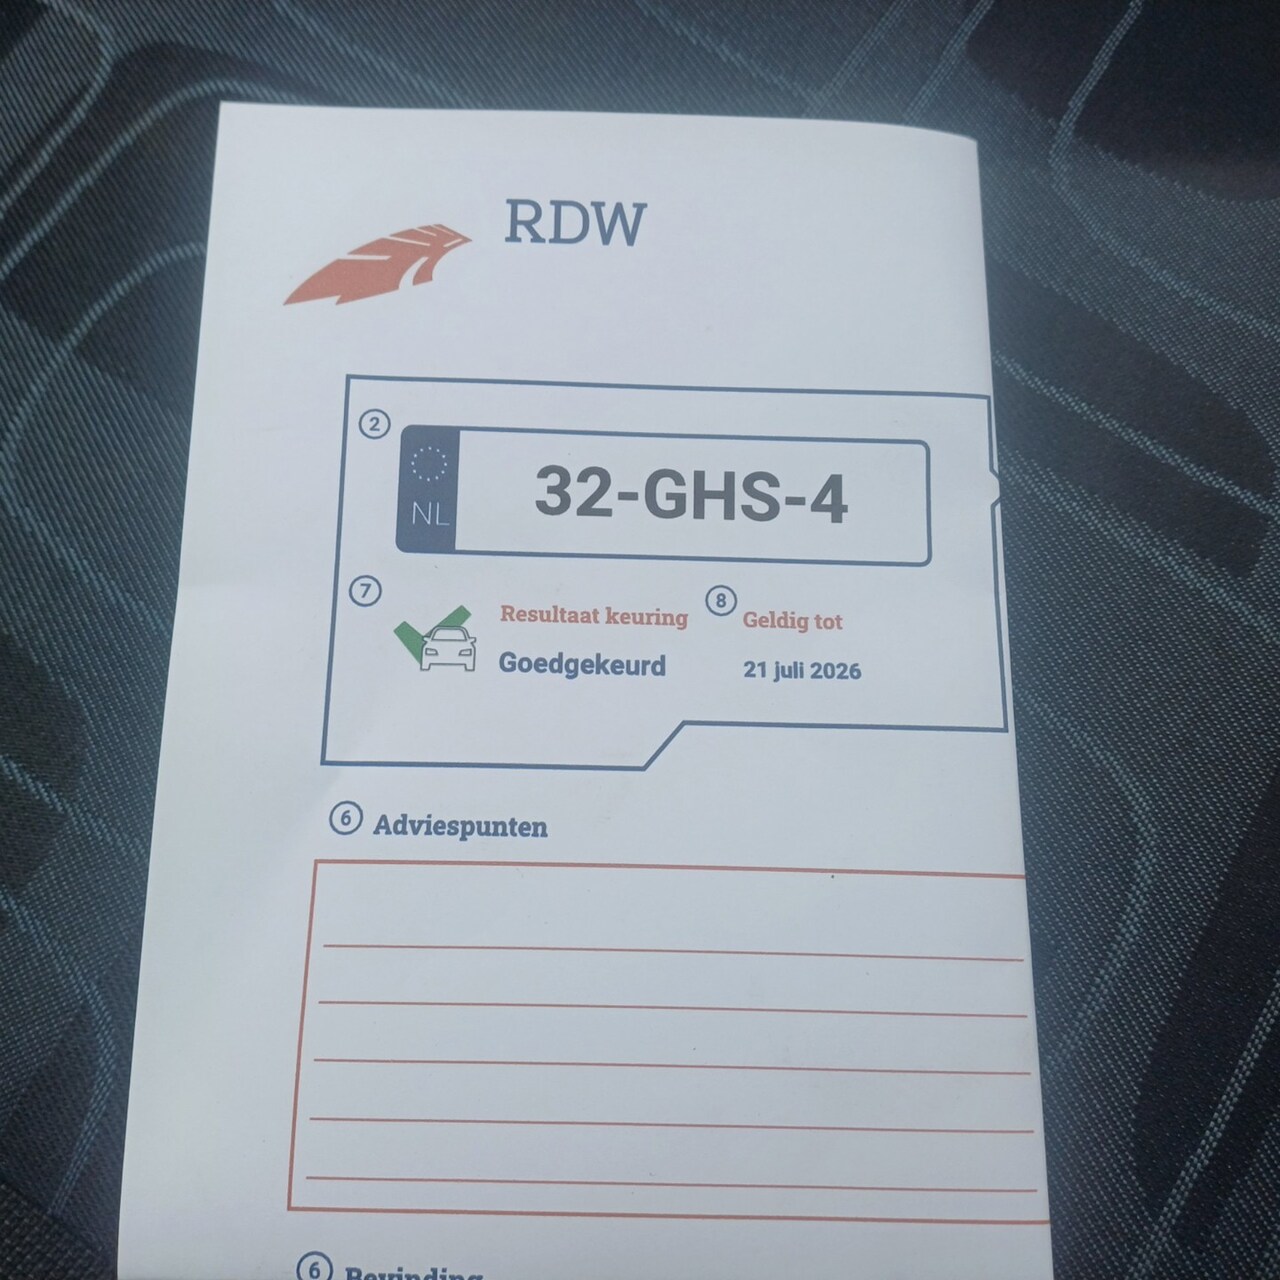 RDW
2
NL
32-GHS-4
7
Resultaat keuring
8
Geldig tot
Goedgekeurd
21 juli 2026
6 Adviespunten
6 Bevinding